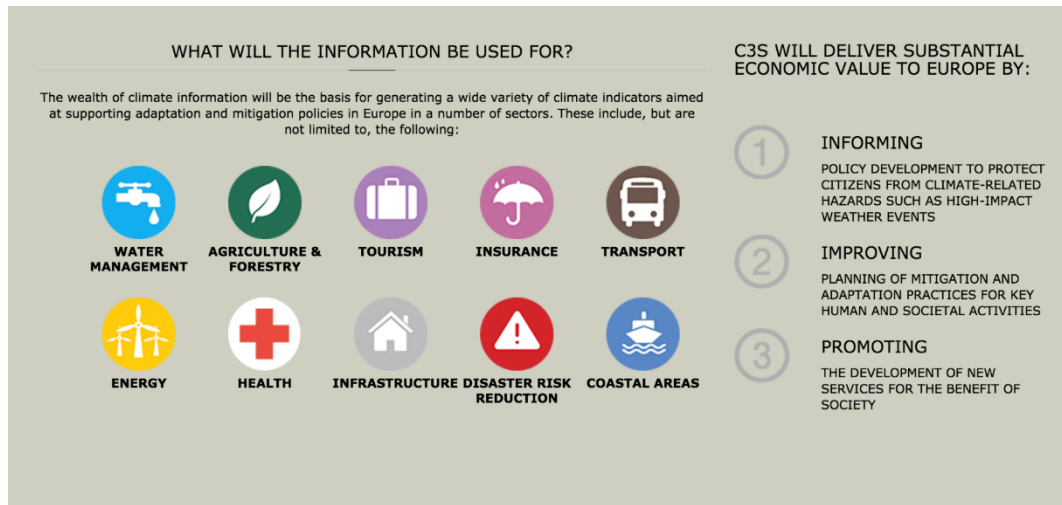 WHAT WILL THE INFORMATION BE USED FOR?
The wealth of climate information will be the basis for generating a wide variety of climate indicators aimed
at supporting adaptation and mitigation policies in Europe in a number of sectors. These include, but are
not limited to, the following:
WATER
MANAGEMENT
AGRICULTURE &
FORESTRY
TOURISM
INSURANCE
TRANSPORT
ENERGY
HEALTH
INFRASTRUCTURE
DISASTER RISK
REDUCTION
COASTAL AREAS
C3S WILL DELIVER SUBSTANTIAL
ECONOMIC VALUE TO EUROPE BY:
1
INFORMING
POLICY DEVELOPMENT TO PROTECT
CITIZENS FROM CLIMATE-RELATED
HAZARDS SUCH AS HIGH-IMPACT
WEATHER EVENTS
2
IMPROVING
PLANNING OF MITIGATION AND
ADAPTATION PRACTICES FOR KEY
HUMAN AND SOCIETAL ACTIVITIES
3
PROMOTING
THE DEVELOPMENT OF NEW
SERVICES FOR THE BENEFIT OF
SOCIETY